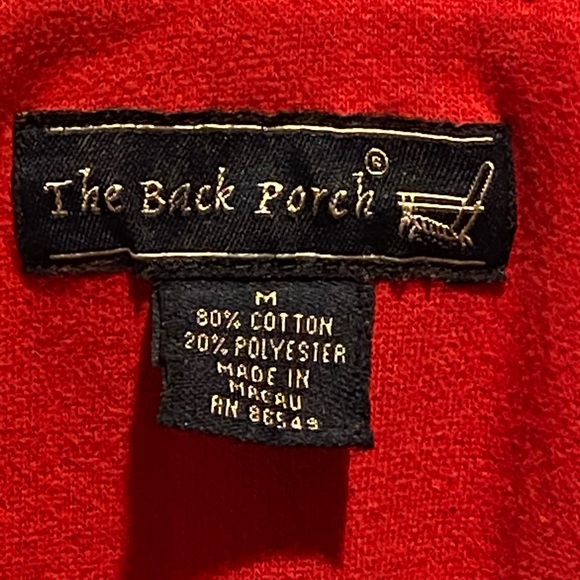 The Back Porch®
M
80% COTTON
20% POLYESTER
MADE IN
MACAU
RN 86549